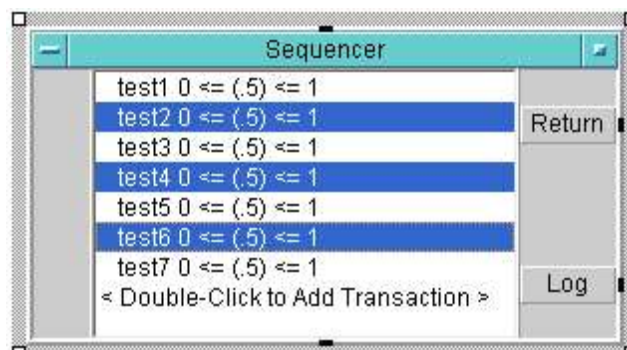 Sequencer
test1 0 <= (.5) <= 1
test2 0 <= (.5) <= 1
Return
test3 0 <= (.5) <= 1
test4 0 <= (.5) <= 1
test5 0 <= (.5) <= 1
test6 0 <= (.5) <= 1
test7 0 <= (.5) <= 1
Log
< Double-Click to Add Transaction >